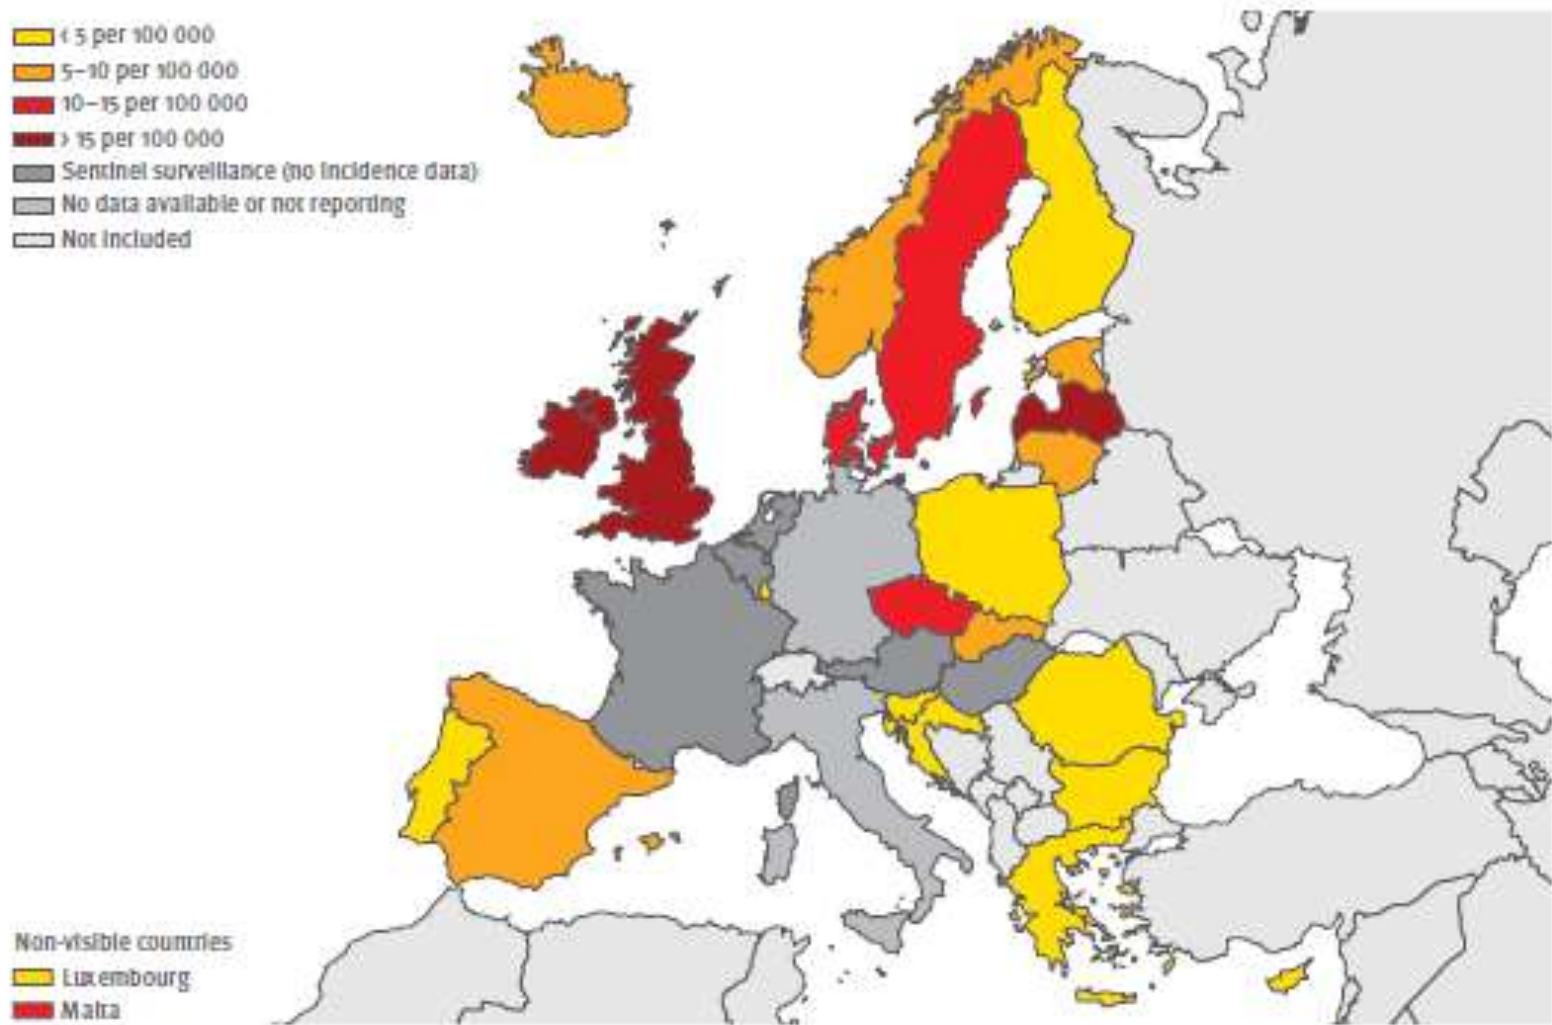 < 5 per 100 000
5–10 per 100 000
10–15 per 100 000
> 15 per 100 000
Sentinel surveillance (no incidence data)
No data available or not reporting
Not included
Non-visible countries
Luxembourg
Malta